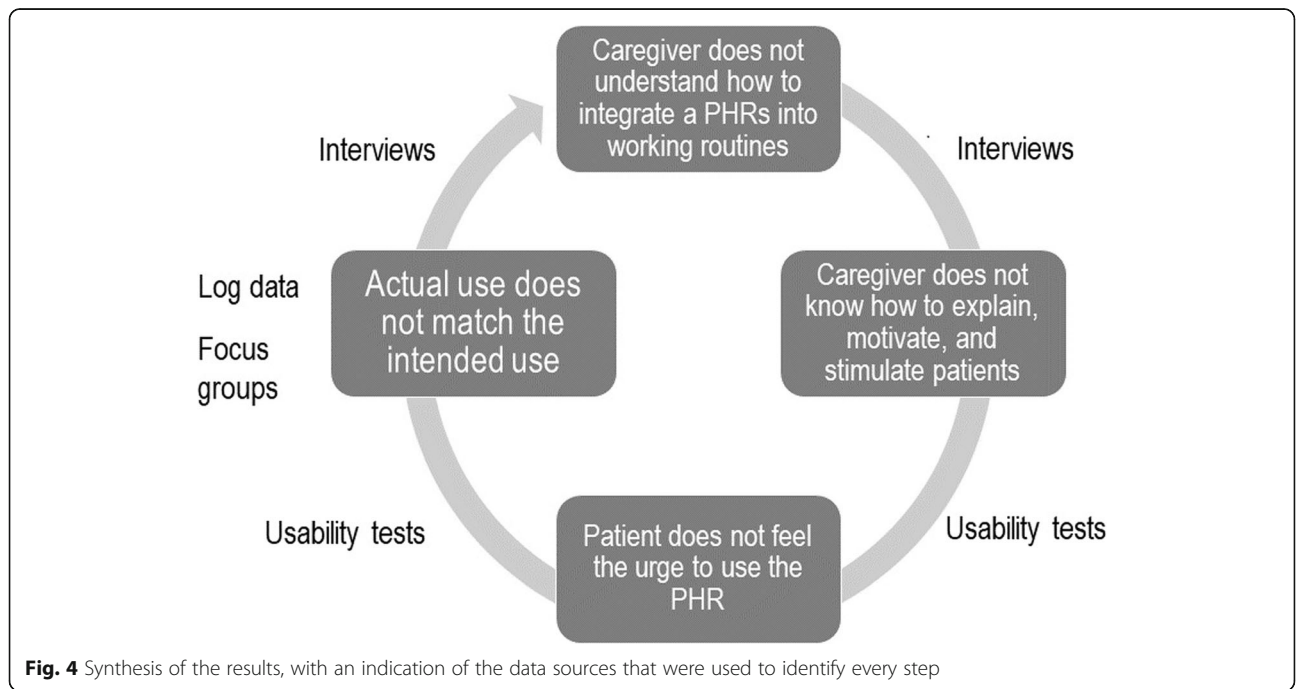 Caregiver does not
understand how to
integrate a PHRs into
working routines
Interviews
Interviews
Caregiver does not
know how to explain,
motivate, and
stimulate patients
Usability tests
Patient does not feel
the urge to use the
PHR
Usability tests
Actual use does
not match the
intended use
Log data
Focus
groups
Fig. 4 Synthesis of the results, with an indication of the data sources that were used to identify every step